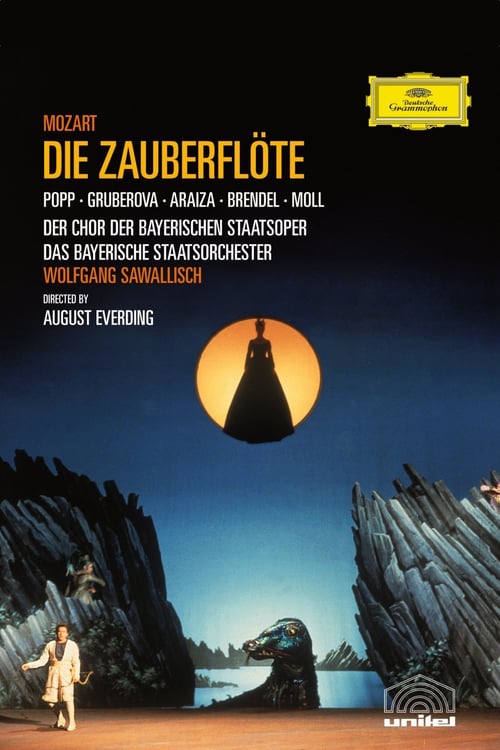 Deutsche
Grammophon
MOZART
DIE ZAUBERFLÖTE
POPP · GRUBEROVA · ARAIZA · BRENDEL · MOLL
DER CHOR DER BAYERISCHEN STAATSOPER
DAS BAYERISCHE STAATSORCHESTER
WOLFGANG SAWALLISCH
DIRECTED BY
AUGUST EVERDING
unitel